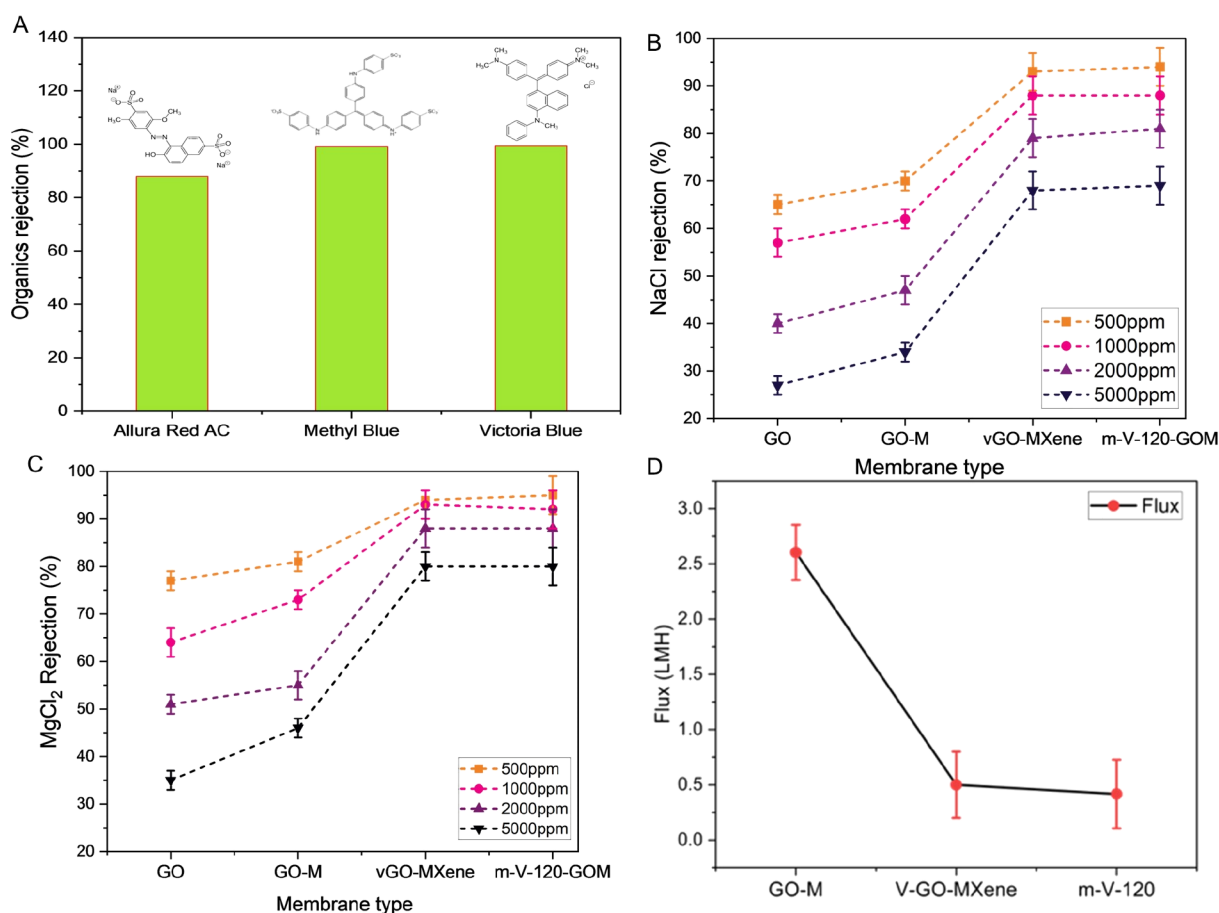 A
Organics rejection (%)
140
120
100
80
60
40
20
0
Allura Red AC
Methyl Blue
Victoria Blue
B
NaCl rejection (%)
100
90
80
70
60
50
40
30
20
GO
GO-M
vGO-MXene
m-V-120-GOM
Membrane type
500ppm
1000ppm
2000ppm
5000ppm
C
MgCl₂ Rejection (%)
100
90
80
70
60
50
40
30
20
GO
GO-M
vGO-MXene
m-V-120-GOM
Membrane type
500ppm
1000ppm
2000ppm
5000ppm
D
Flux (LMH)
3.0
2.5
2.0
1.5
1.0
0.5
0.0
GO-M
V-GO-MXene
m-V-120
Flux